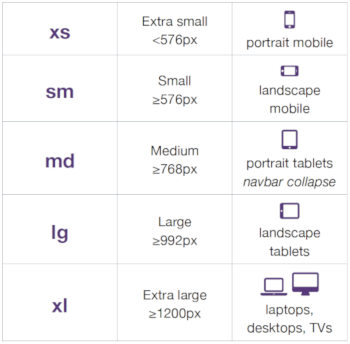 xs
Extra small
<576px
portrait mobile
sm
Small
≥576px
landscape
mobile
md
Medium
≥768px
portrait tablets
navbar collapse
lg
Large
≥992px
landscape
tablets
xl
Extra large
≥1200px
laptops,
desktops, TVs